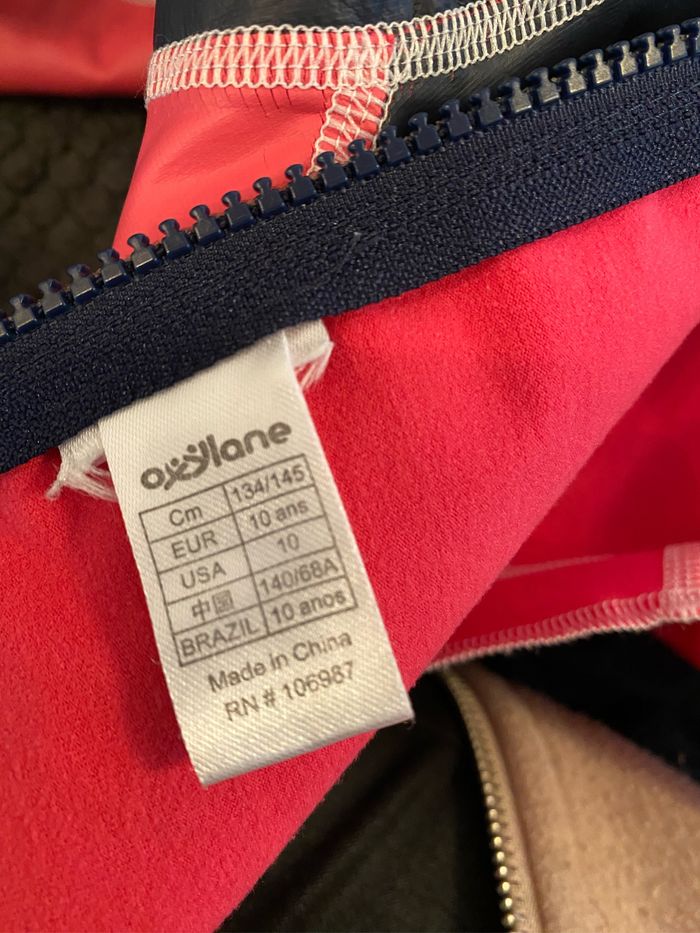 oxylane
Cm 134/145
EUR 10 ans
USA 10
中国 140/68A
BRAZIL 10 anos
Made in China
RN # 106987